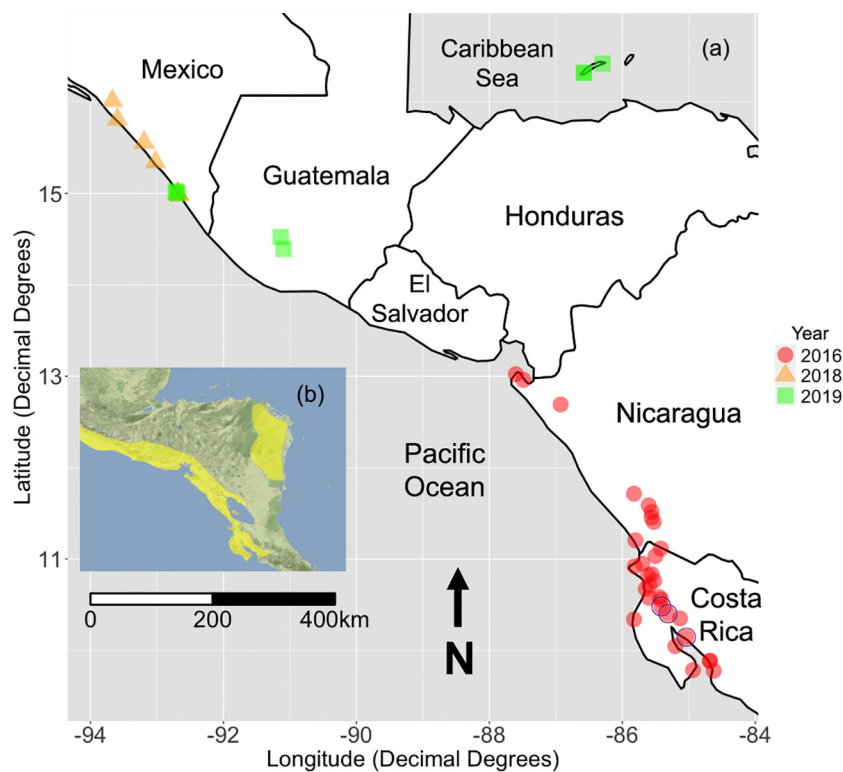 Caribbean
Sea
(a)
Mexico
Guatemala
Honduras
El
Salvador
Nicaragua
Pacific
Ocean
Costa
Rica
(b)
0
200
400km
N
15
13
11
Latitude (Decimal Degrees)
-94
-92
-90
-88
-86
-84
Longitude (Decimal Degrees)
Year
2016
2018
2019